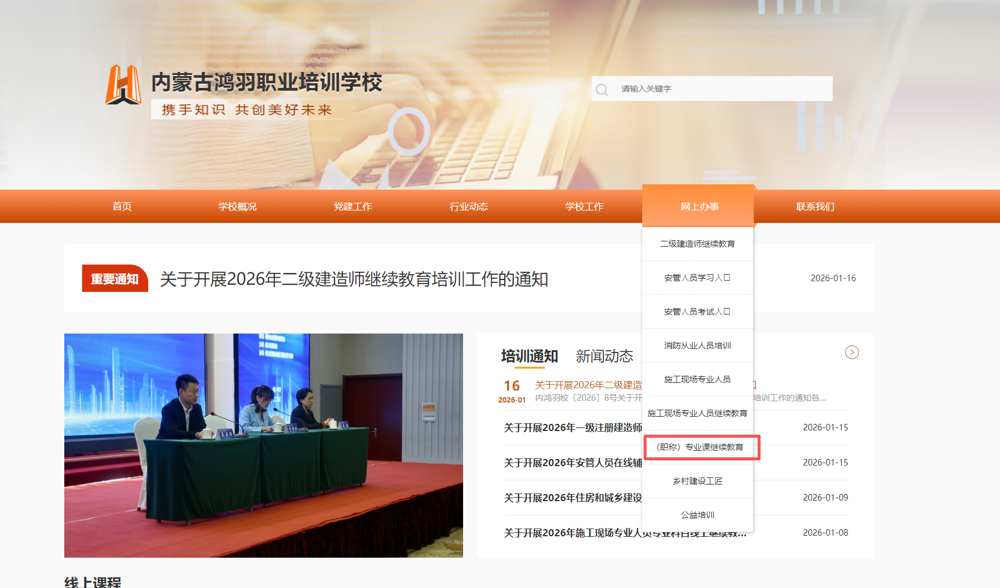 内蒙古鸿羽职业培训学校
携手知识 共创美好未来
请输入关键字
首页
学校概况
党建工作
行业动态
学校工作
网上办事
联系我们
二级建造师继续教育
安管人员学习入口
安管人员考试入口
消防从业人员培训
施工现场专业人员
施工现场专业人员继续教育
（职称）专业课继续教育
乡村建设工匠
公益培训
重要通知
关于开展2026年二级建造师继续教育培训工作的通知
2026-01-16
培训通知
新闻动态
16
2026-01
关于开展2026年二级建造
内鸿羽校〔2026〕8号关于开
培训工作的通知各...
关于开展2026年一级注册建造师
2026-01-15
关于开展2026年安管人员在线辅
2026-01-15
关于开展2026年住房和城乡建设
2026-01-09
关于开展2026年施工现场专业人员专业科目线上继续教...
2026-01-08
线上课程